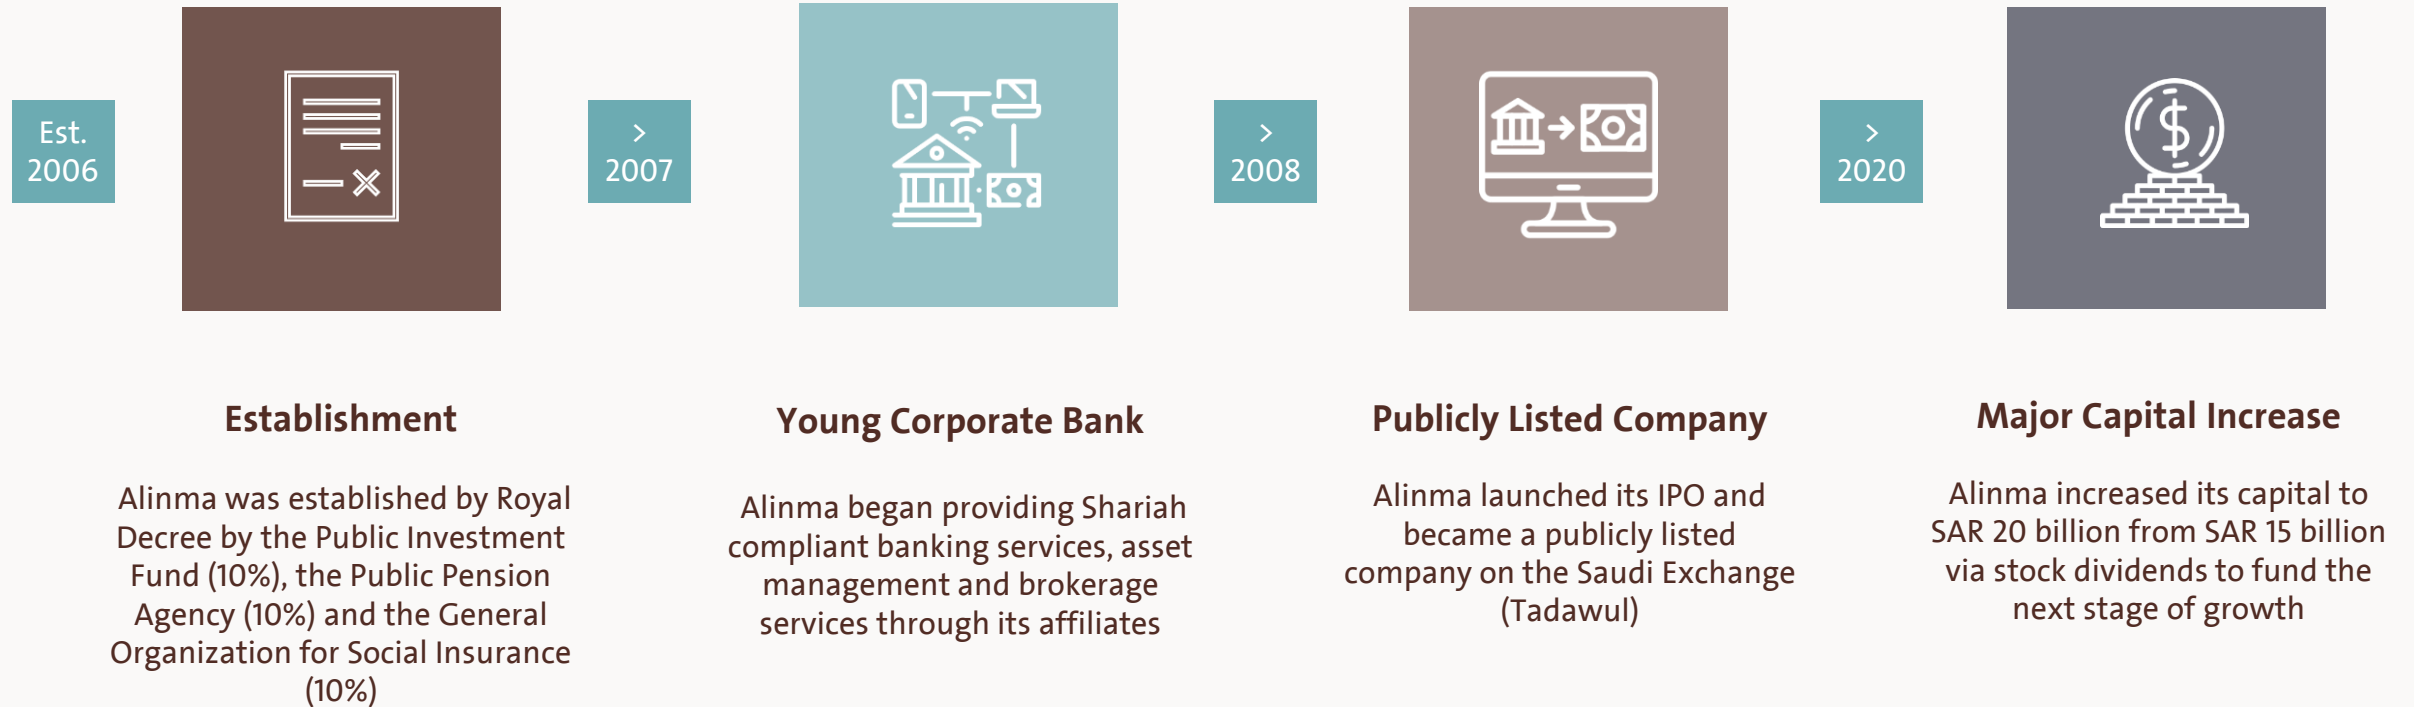 Est.
2006
>
2007
>
2008
>
2020
Establishment
Alinma was established by Royal
Decree by the Public Investment
Fund (10%), the Public Pension
Agency (10%) and the General
Organization for Social Insurance
(10%)
Young Corporate Bank
Alinma began providing Shariah
compliant banking services, asset
management and brokerage
services through its affiliates
Publicly Listed Company
Alinma launched its IPO and
became a publicly listed
company on the Saudi Exchange
(Tadawul)
Major Capital Increase
Alinma increased its capital to
SAR 20 billion from SAR 15 billion
via stock dividends to fund the
next stage of growth